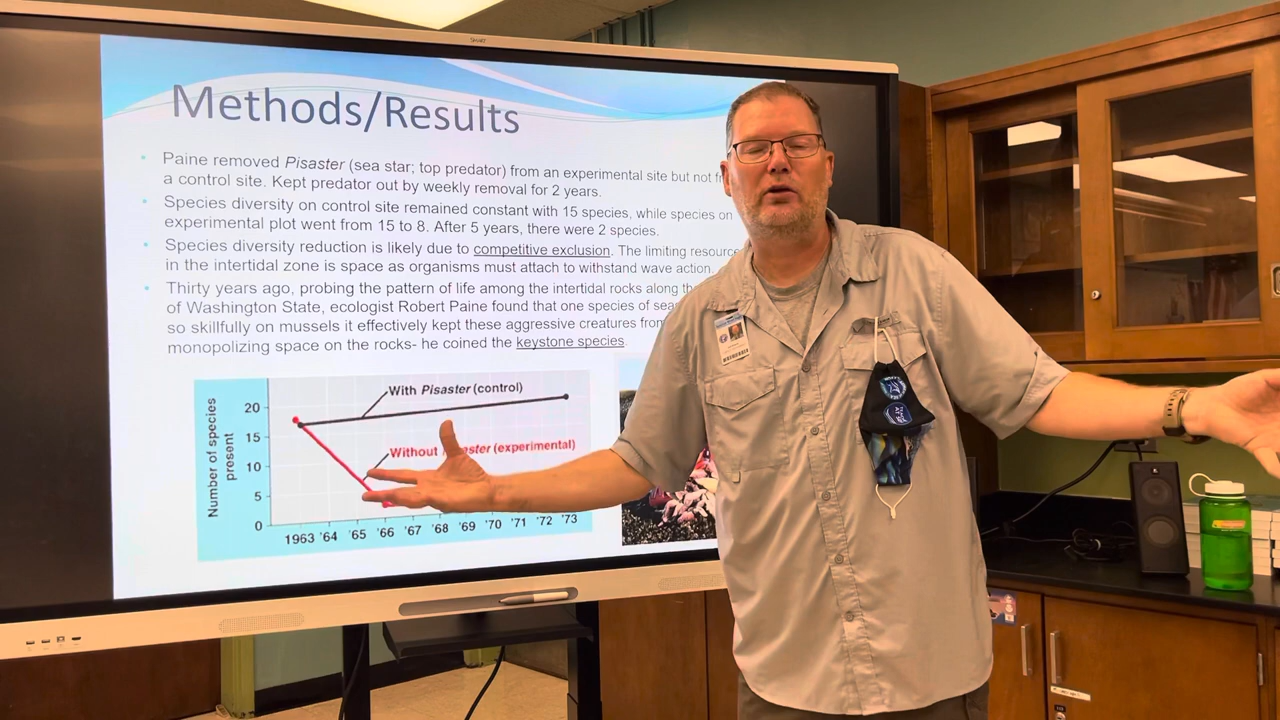 SMART
Methods/Results
Paine removed Pisaster (sea star; top predator) from an experimental site but not
a control site. Kept predator out by weekly removal for 2 years.
Species diversity on control site remained constant with 15 species, while species on
experimental plot went from 15 to 8. After 5 years, there were 2 species.
Species diversity reduction is likely due to competitive exclusion. The limiting resource
in the intertidal zone is space as organisms must attach to withstand wave action.
Thirty years ago, probing the pattern of life among the intertidal rocks along
of Washington State, ecologist Robert Paine found that one species of
so skillfully on mussels it effectively kept these aggressive creatures from
monopolizing space on the rocks- he coined the keystone species.
Number of species
present
20
15
10
5
0
With Pisaster (control)
Without (experimental)
1963 '64 '65 '66 '67 '68 '69 '70 '71 '72 '73